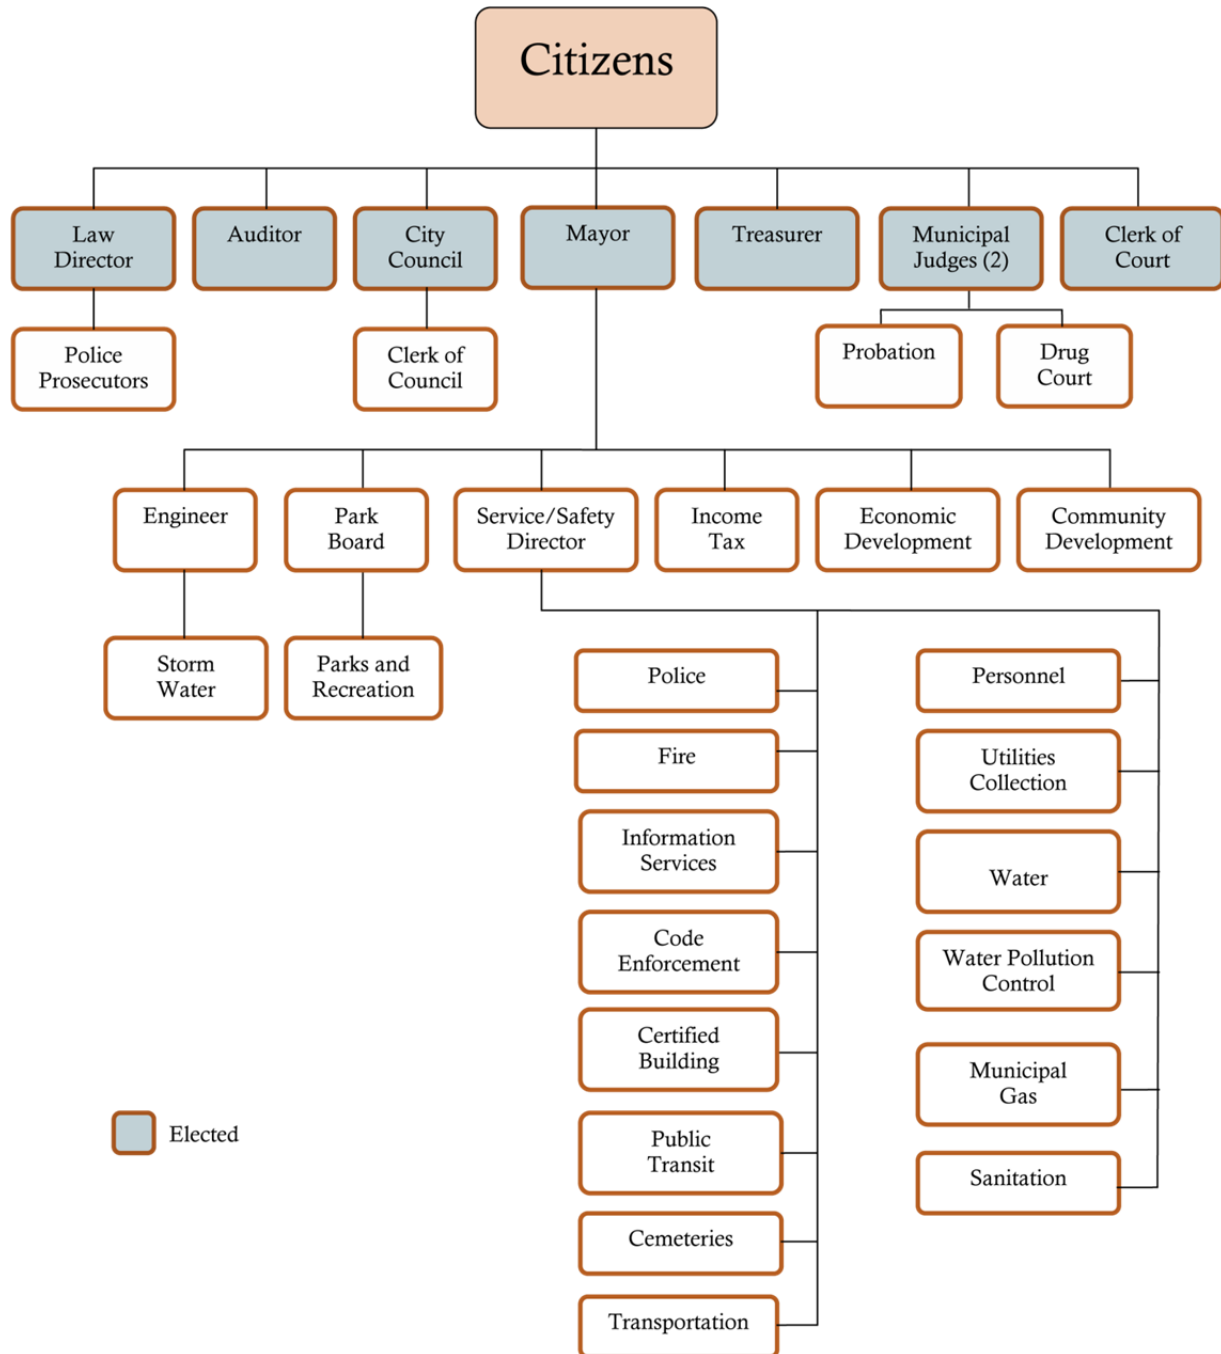 Citizens
Law
Director
Auditor
City
Council
Mayor
Treasurer
Municipal
Judges (2)
Clerk of
Court
Police
Prosecutors
Clerk of
Council
Probation
Drug
Court
Engineer
Park
Board
Service/Safety
Director
Income
Tax
Economic
Development
Community
Development
Storm
Water
Parks and
Recreation
Police
Fire
Information
Services
Code
Enforcement
Certified
Building
Public
Transit
Cemeteries
Transportation
Personnel
Utilities
Collection
Water
Water Pollution
Control
Municipal
Gas
Sanitation
Elected